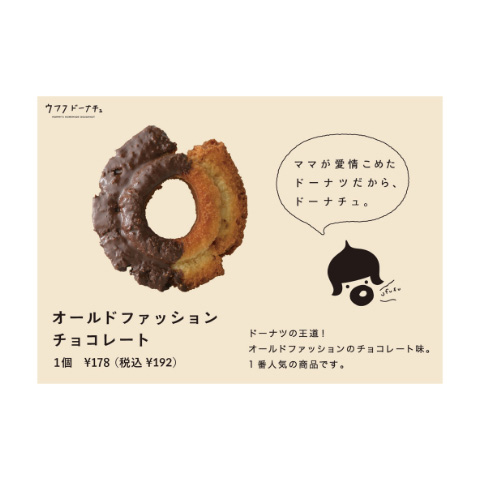 ウフフドーナチュ
ママが愛情こめた
ドーナツだから、
ドーナチュ。
ufufu
オールドファッション
チョコレート
1個 ¥178（税込 ¥192）
ドーナツの王道！
オールドファッションのチョコレート味。
1番人気の商品です。